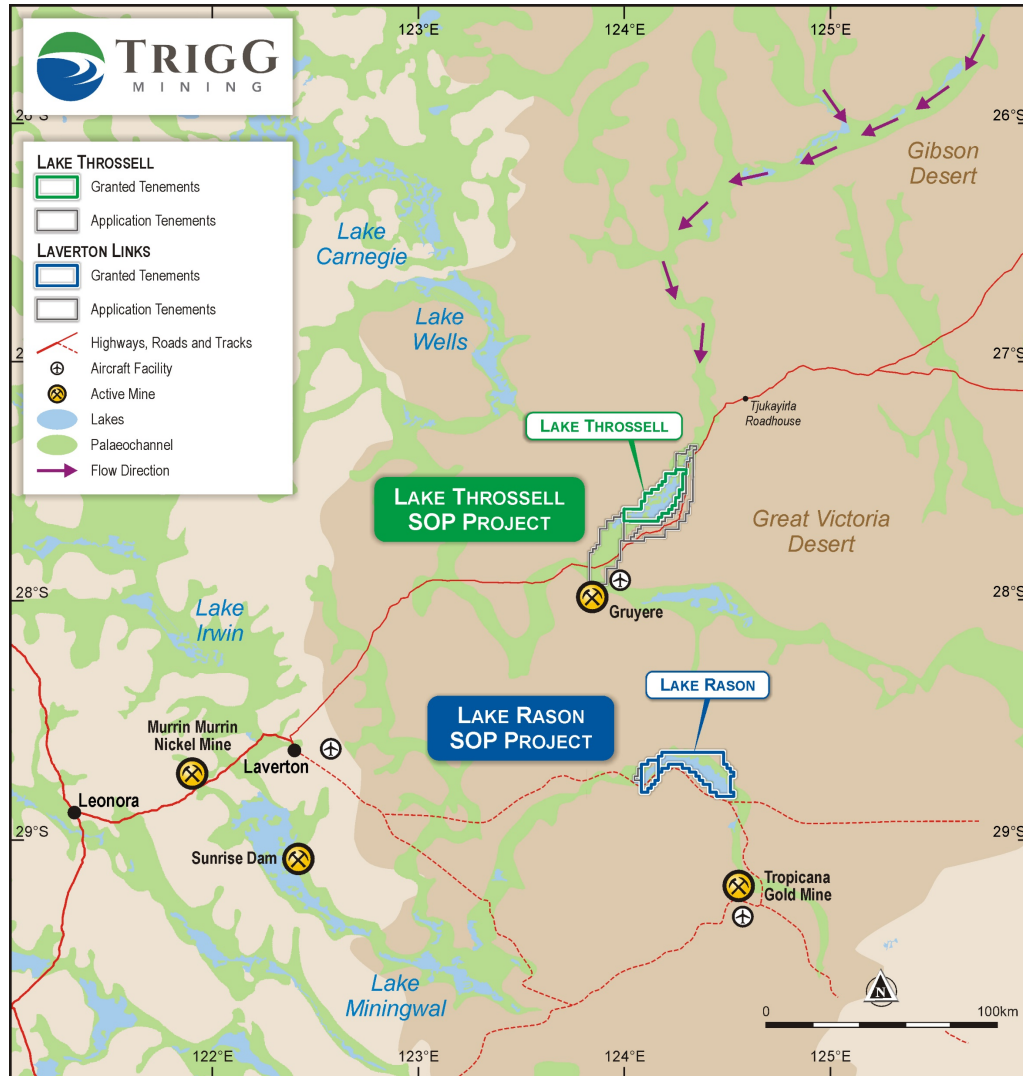 TRIGG
MINING
123°E
124°E
125°E
26°S
26°S
LAKE THROSSELL
Granted Tenements
Application Tenements
LAVERTON LINKS
Granted Tenements
Application Tenements
Highways, Roads and Tracks
Aircraft Facility
Active Mine
Lakes
Palaeochannel
Flow Direction
Gibson
Desert
Lake
Carnegie
Lake
Wells
27°S
Tjukayirla
Roadhouse
LAKE THROSSELL
LAKE THROSSELL
SOP PROJECT
Great Victoria
Desert
28°S
28°S
Gruyere
Lake
Irwin
LAKE RASON
LAKE RASON
SOP PROJECT
Murrin Murrin
Nickel Mine
Laverton
Leonora
29°S
29°S
Sunrise Dam
Tropicana
Gold Mine
Lake
Miningwal
N
0
100km
122°E
123°E
124°E
125°E